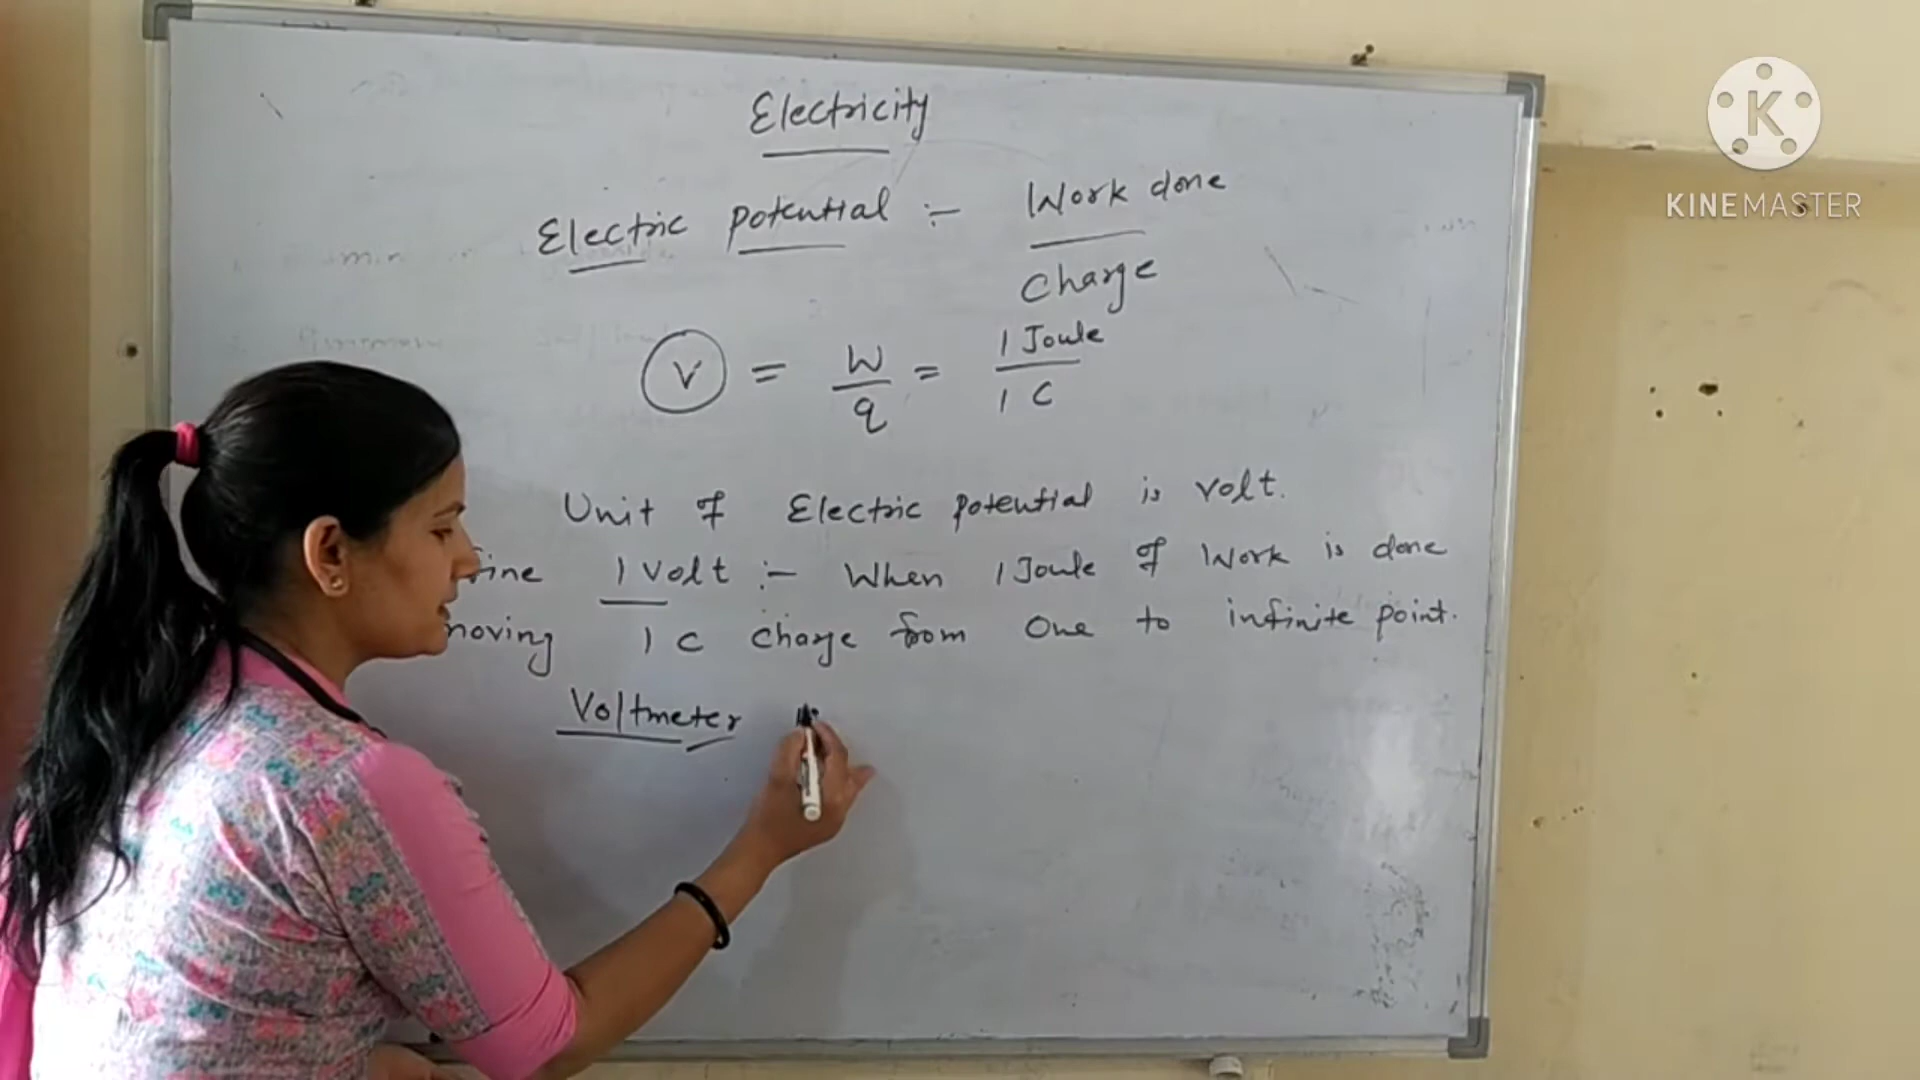 Electricity
Electric potential :- Work done
Charge
V = W/q = 1 Joule/1 C
Unit of Electric potential is volt.
fine 1 Volt :- When 1 Joule of Work is done
moving 1 C charge from One to infinite point.
Voltmeter
K
KINEMASTER